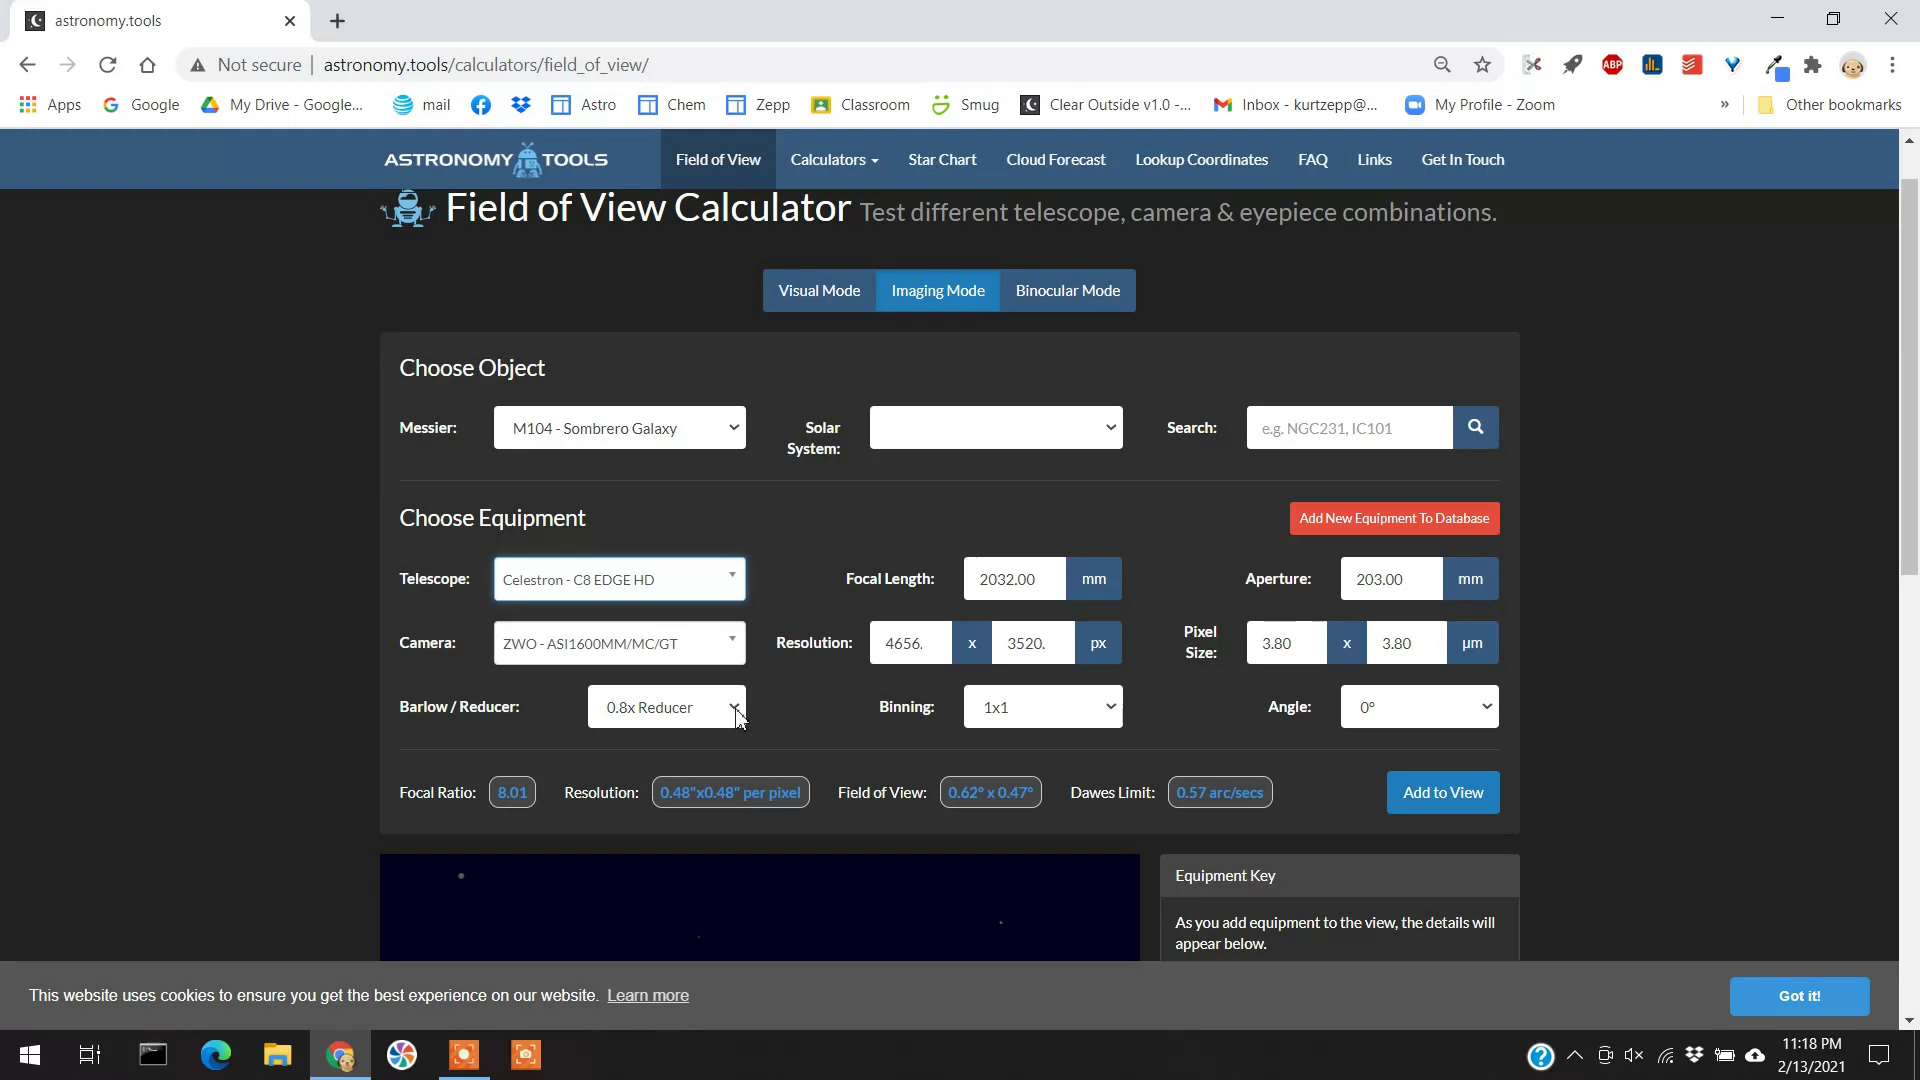 astronomy.tools
Not secure
astronomy.tools/calculators/field_of_view/
ABP
Apps
Google
My Drive - Google...
mail
Astro
Chem
Zepp
Classroom
Smug
Clear Outside v1.0 -...
Inbox - kurtzepp@...
My Profile - Zoom
»
Other bookmarks
ASTRONOMY TOOLS
Field of View
Calculators
Star Chart
Cloud Forecast
Lookup Coordinates
FAQ
Links
Get In Touch
Field of View Calculator Test different telescope, camera & eyepiece combinations.
Visual Mode
Imaging Mode
Binocular Mode
Choose Object
Messier:
M104 - Sombrero Galaxy
Solar
System:
Search:
e.g. NGC231, IC101
Choose Equipment
Add New Equipment To Database
Telescope:
Celestron - C8 EDGE HD
Focal Length:
2032.00
mm
Aperture:
203.00
mm
Camera:
ZWO - ASI1600MM/MC/GT
Resolution:
4656.
x
3520.
px
Pixel
Size:
3.80
x
3.80
µm
Barlow / Reducer:
0.8x Reducer
Binning:
1x1
Angle:
0°
Focal Ratio:
8.01
Resolution:
0.48"x0.48" per pixel
Field of View:
0.62° x 0.47°
Dawes Limit:
0.57 arc/secs
Add to View
Equipment Key
As you add equipment to the view, the details will
appear below.
This website uses cookies to ensure you get the best experience on our website. Learn more
Got it!
11:18 PM
2/13/2021